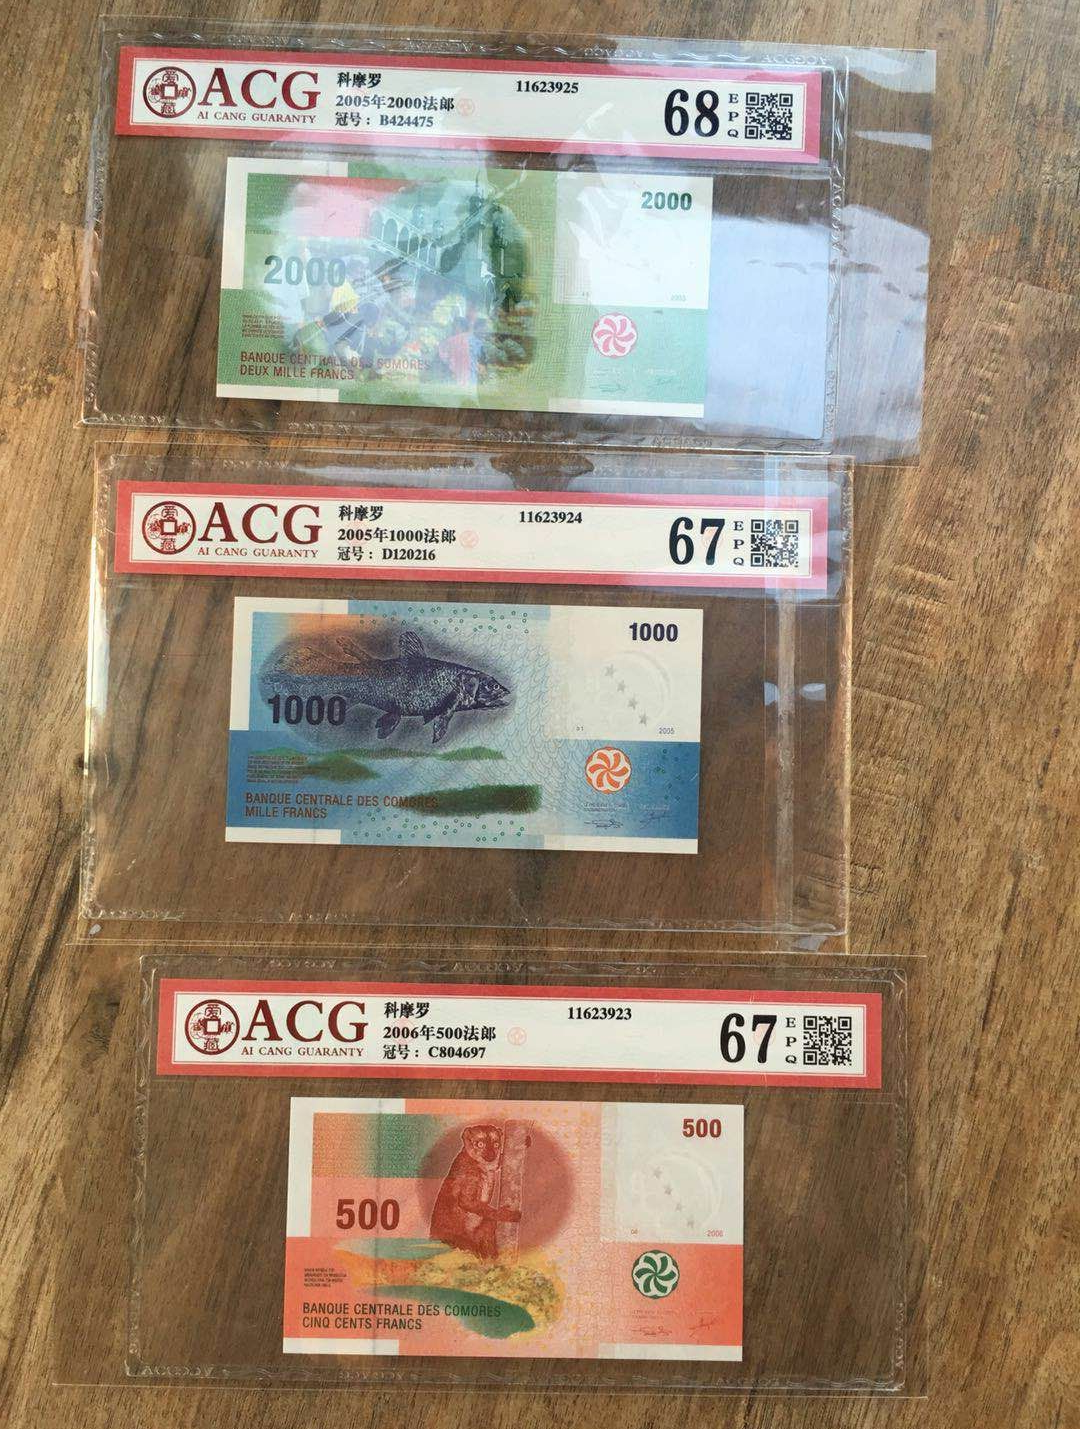 ACG
AI CANG GUARANTY
科摩罗
2005年2000法郎
冠号： B424475
11623925
68
EPQ
2000
2000
2005
BANQUE CENTRALE DES COMORES
DEUX MILLE FRANCS
ACG
AI CANG GUARANTY
科摩罗
2005年1000法郎
冠号： D120216
11623924
67
EPQ
1000
1000
2005
BANQUE CENTRALE DES COMORES
MILLE FRANCS
ACG
AI CANG GUARANTY
科摩罗
2006年500法郎
冠号： C804697
11623923
67
EPQ
500
500
2006
BANQUE CENTRALE DES COMORES
CINQ CENTS FRANCS